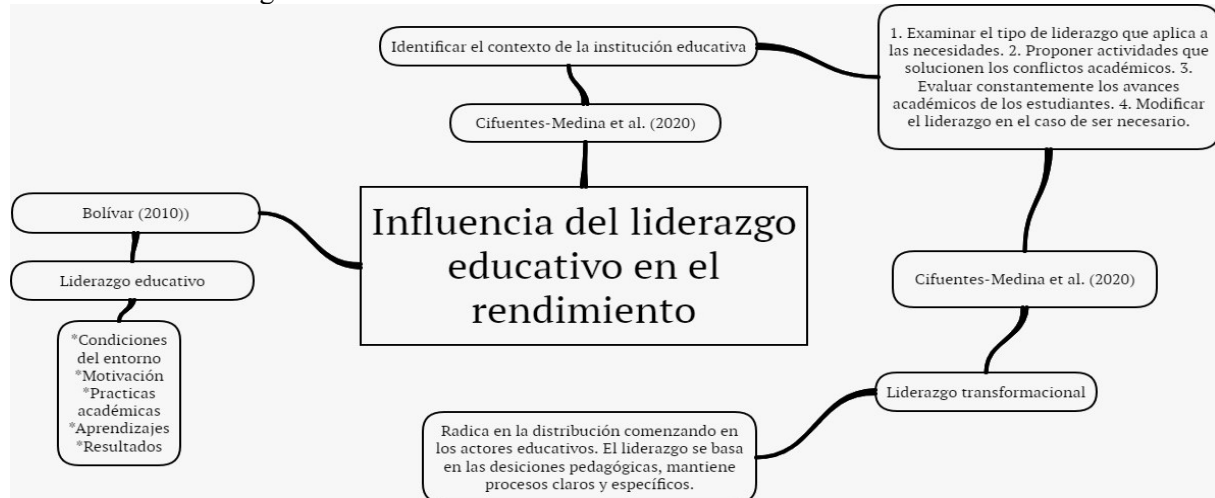 Identificar el contexto de la institución educativa
1. Examinar el tipo de liderazgo que aplica a
las necesidades. 2. Proponer actividades que
solucionen los conflictos académicos. 3.
Evaluar constantemente los avances
académicos de los estudiantes. 4. Modificar
el liderazgo en el caso de ser necesario.
Cifuentes-Medina et al. (2020)
Influencia del liderazgo
educativo en el
rendimiento
Bolívar (2010))
Liderazgo educativo
*Condiciones
del entorno
*Motivación
*Practicas
académicas
*Aprendizajes
*Resultados
Cifuentes-Medina et al. (2020)
Liderazgo transformacional
Radica en la distribución comenzando en
los actores educativos. El liderazgo se basa
en las desiciones pedagógicas, mantiene
procesos claros y específicos.